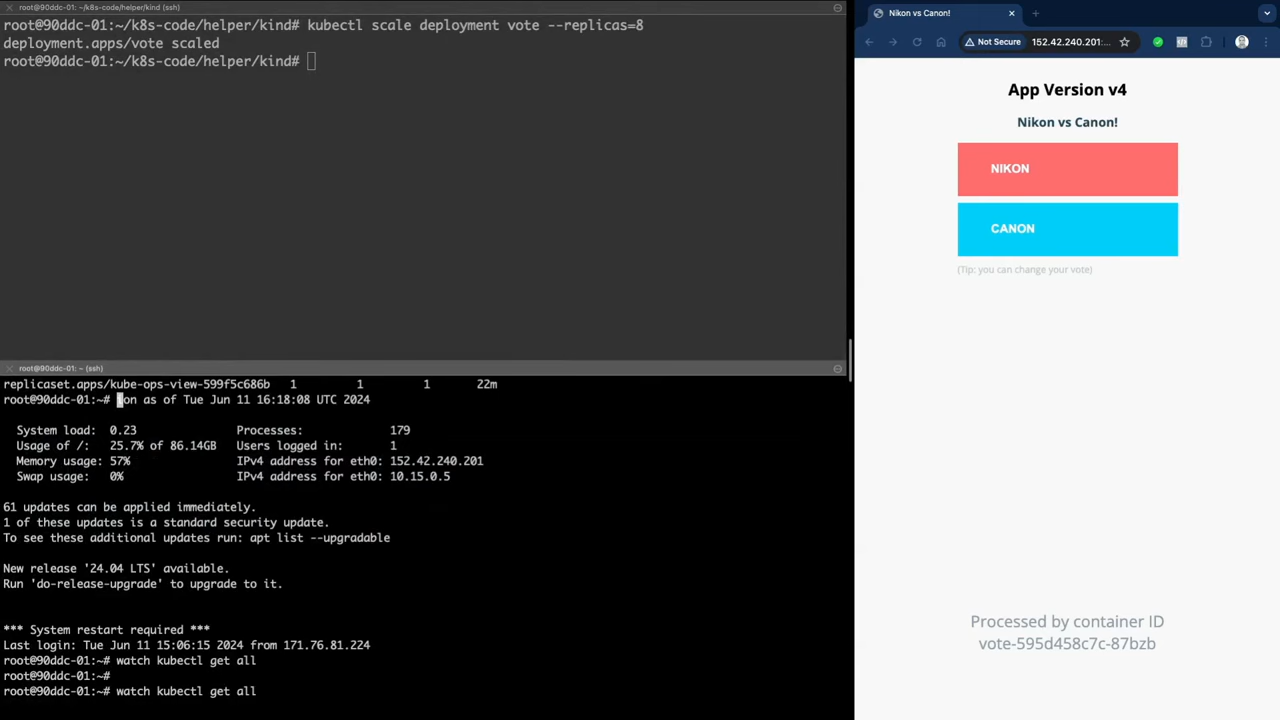 root@90ddc-01:~/k8s-code/helper/kind (ssh)
root@90ddc-01:~/k8s-code/helper/kind# kubectl scale deployment vote --replicas=8
deployment.apps/vote scaled
root@90ddc-01:~/k8s-code/helper/kind#
root@90ddc-01:~ (ssh)
replicaset.apps/kube-ops-view-599f5c686b 1 1 1 22m
root@90ddc-01:~# ion as of Tue Jun 11 16:18:08 UTC 2024
System load: 0.23 Processes: 179
Usage of /: 25.7% of 86.14GB Users logged in: 1
Memory usage: 57% IPv4 address for eth0: 152.42.240.201
Swap usage: 0% IPv4 address for eth0: 10.15.0.5
61 updates can be applied immediately.
1 of these updates is a standard security update.
To see these additional updates run: apt list --upgradable
New release '24.04 LTS' available.
Run 'do-release-upgrade' to upgrade to it.
*** System restart required ***
Last login: Tue Jun 11 15:06:15 2024 from 171.76.81.224
root@90ddc-01:~# watch kubectl get all
root@90ddc-01:~#
root@90ddc-01:~# watch kubectl get all
Nikon vs Canon!
Not Secure 152.42.240.201:...
App Version v4
Nikon vs Canon!
NIKON
CANON
(Tip: you can change your vote)
Processed by container ID
vote-595d458c7c-87bzb